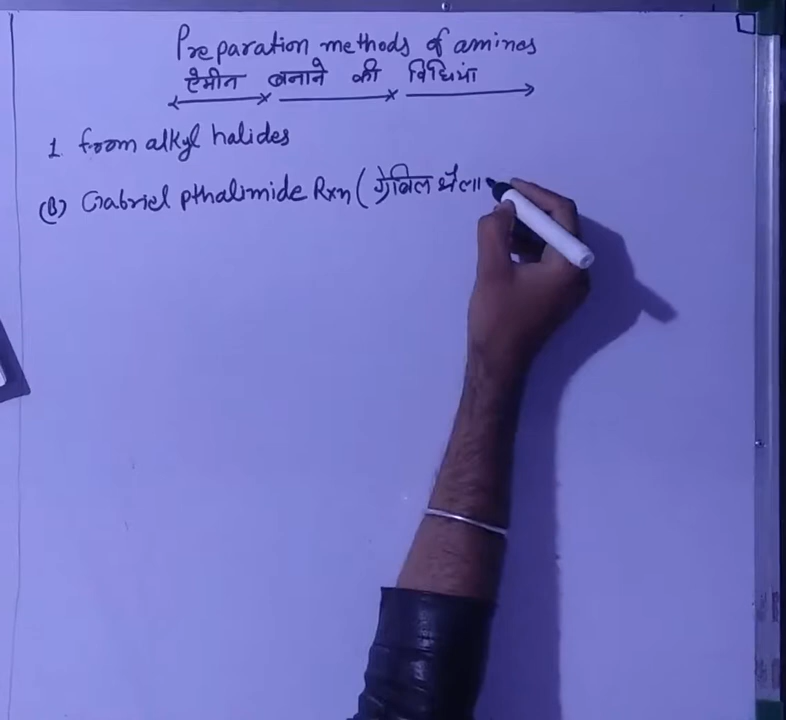 Preparation methods of amines
ऐमीन बनाने की विधियां
1. from alkyl halides
(B) Gabriel pthalimide Rxn (ग्रेब्रिल थैला